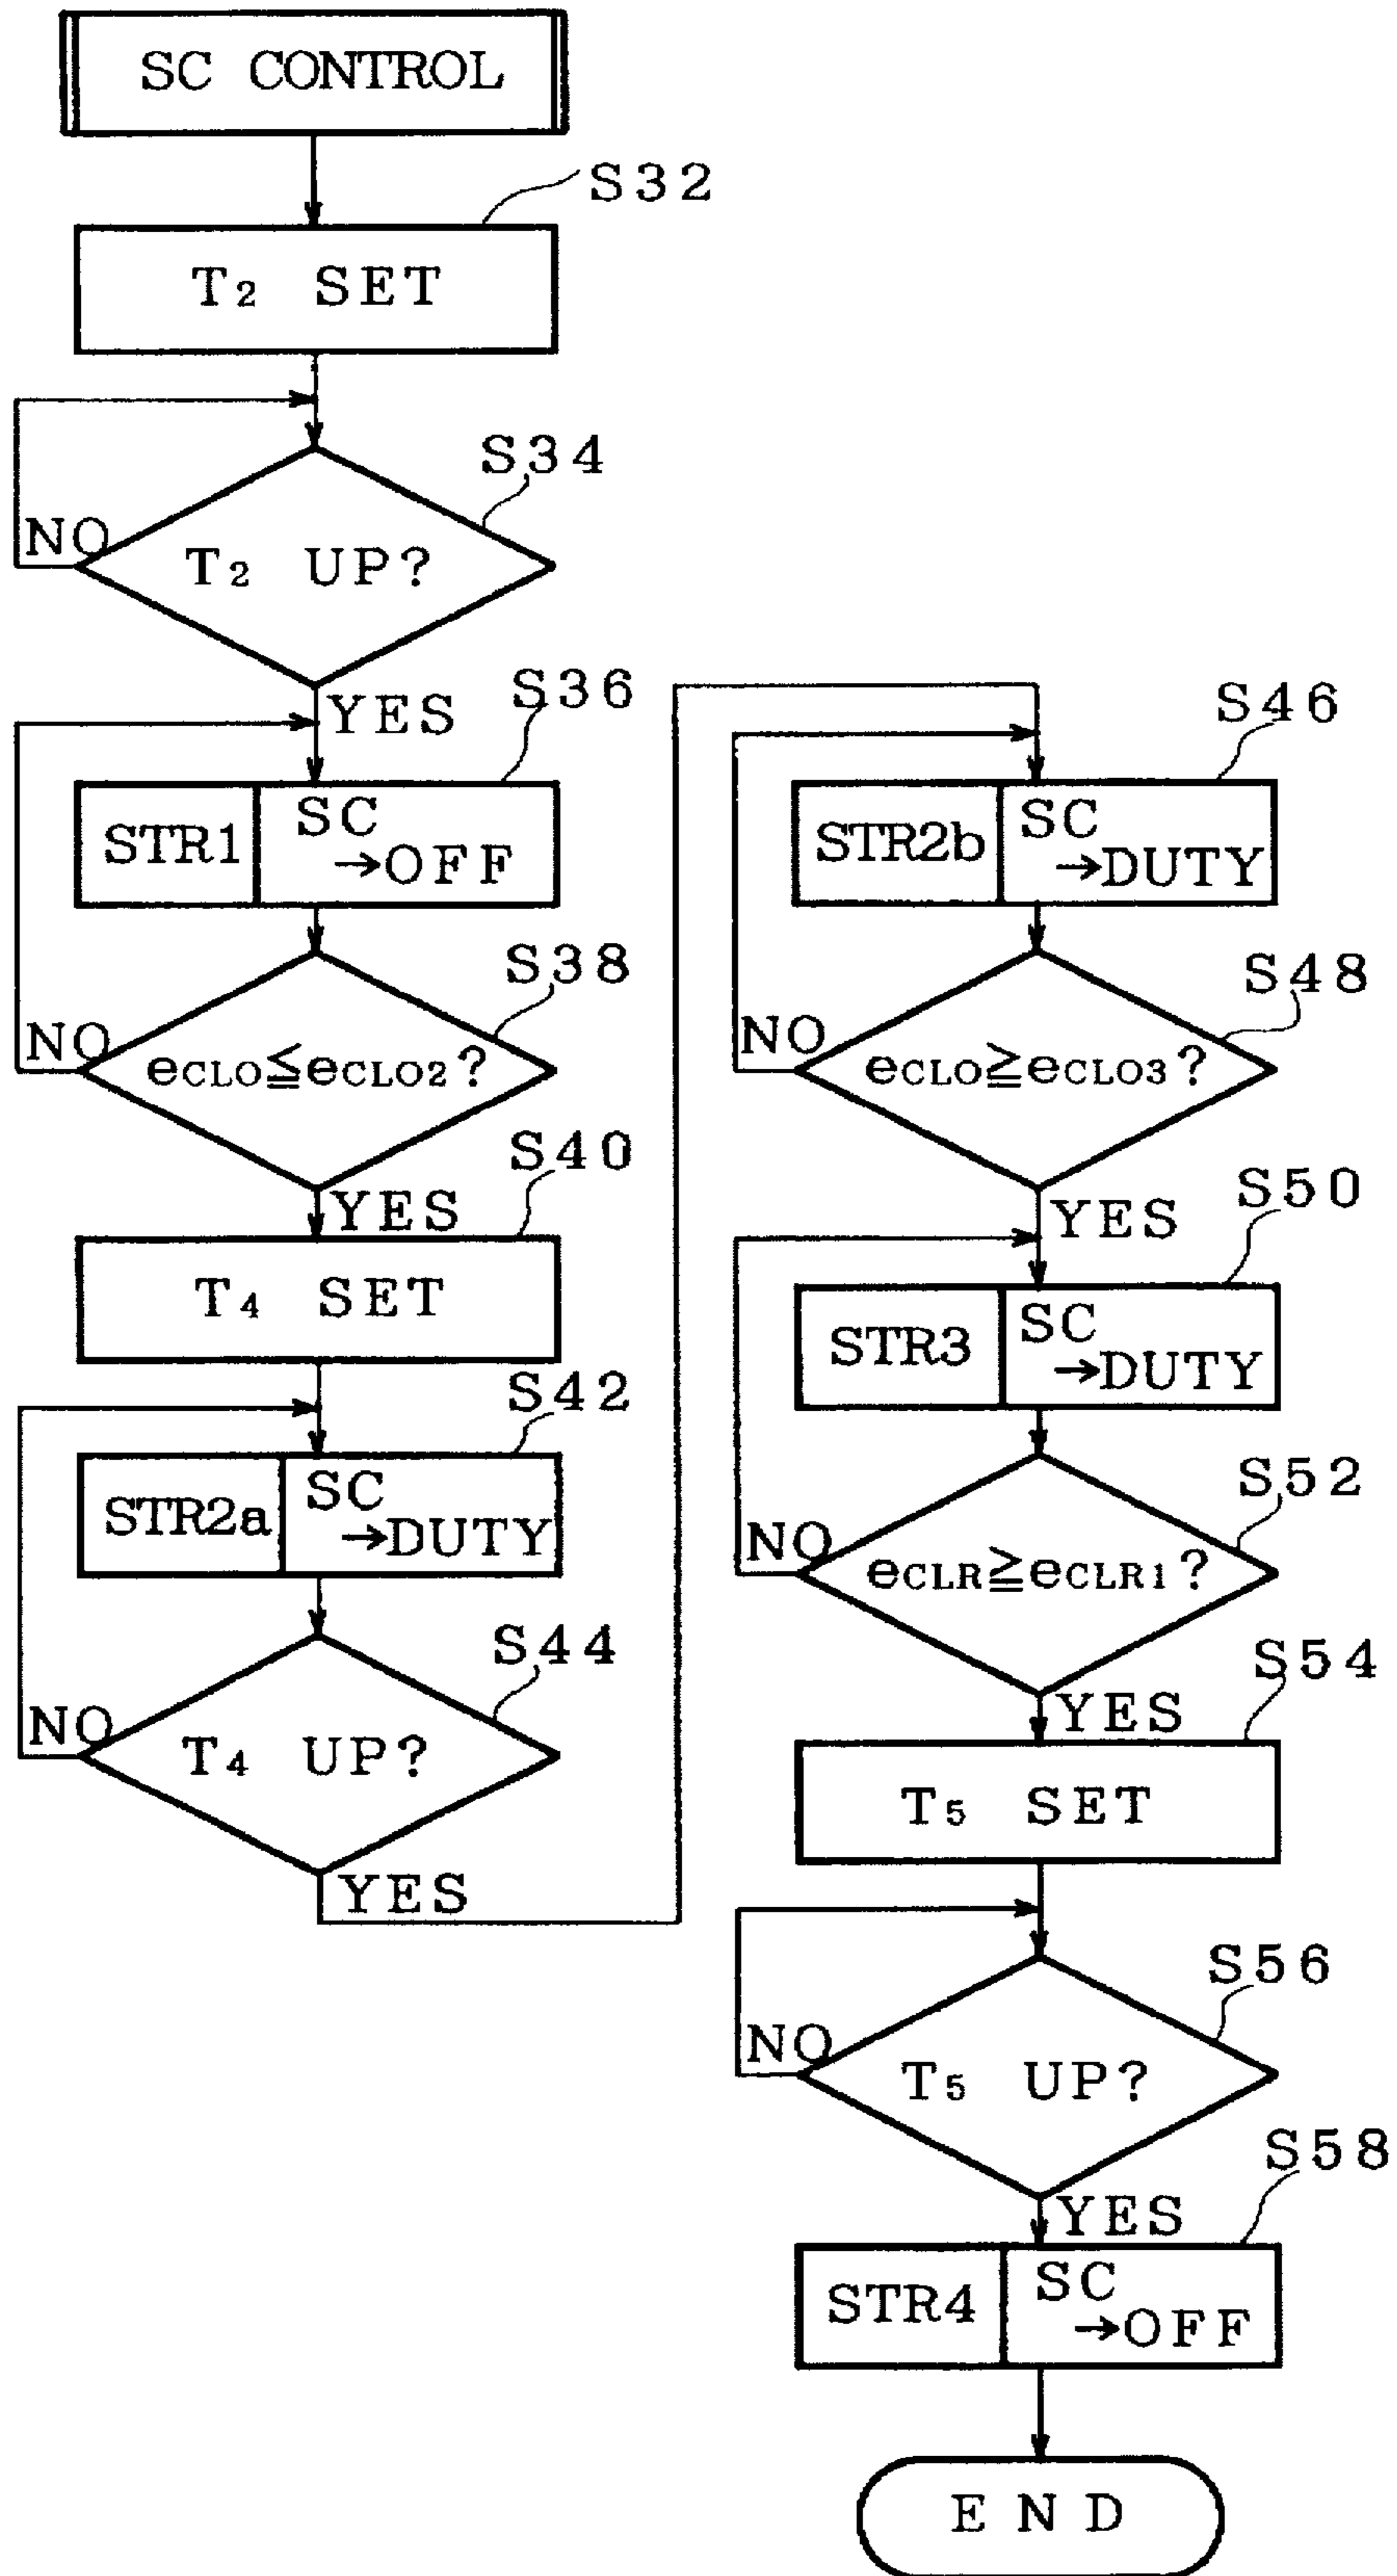 SC CONTROL
S32
T2 SET
S34
NO
T2 UP?
YES
S36
STR1
SC
→OFF
S38
NO
eCLO≦eCLO2?
YES
S40
T4 SET
S42
STR2a
SC
→DUTY
S44
NO
T4 UP?
YES
S46
STR2b
SC
→DUTY
S48
NO
eCLO≧eCLO3?
YES
S50
STR3
SC
→DUTY
S52
NO
eCLR≧eCLR1?
YES
S54
T5 SET
S56
NO
T5 UP?
YES
S58
STR4
SC
→OFF
END